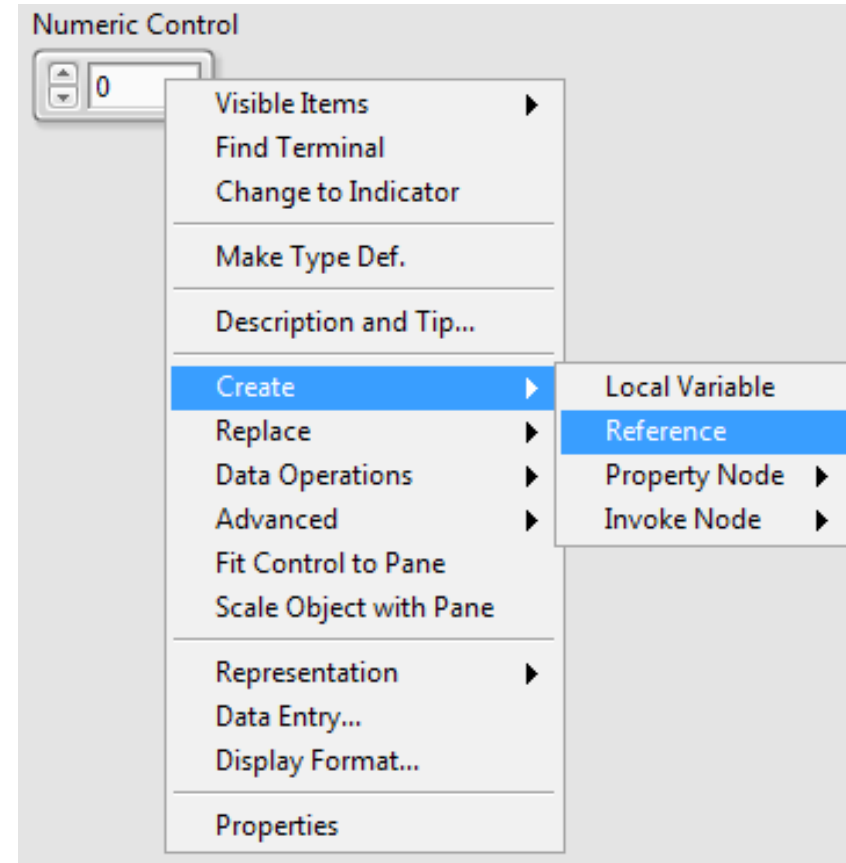 Numeric Control
0
Visible Items
Find Terminal
Change to Indicator
Make Type Def.
Description and Tip...
Create
Replace
Data Operations
Advanced
Fit Control to Pane
Scale Object with Pane
Representation
Data Entry...
Display Format...
Properties
Local Variable
Reference
Property Node
Invoke Node